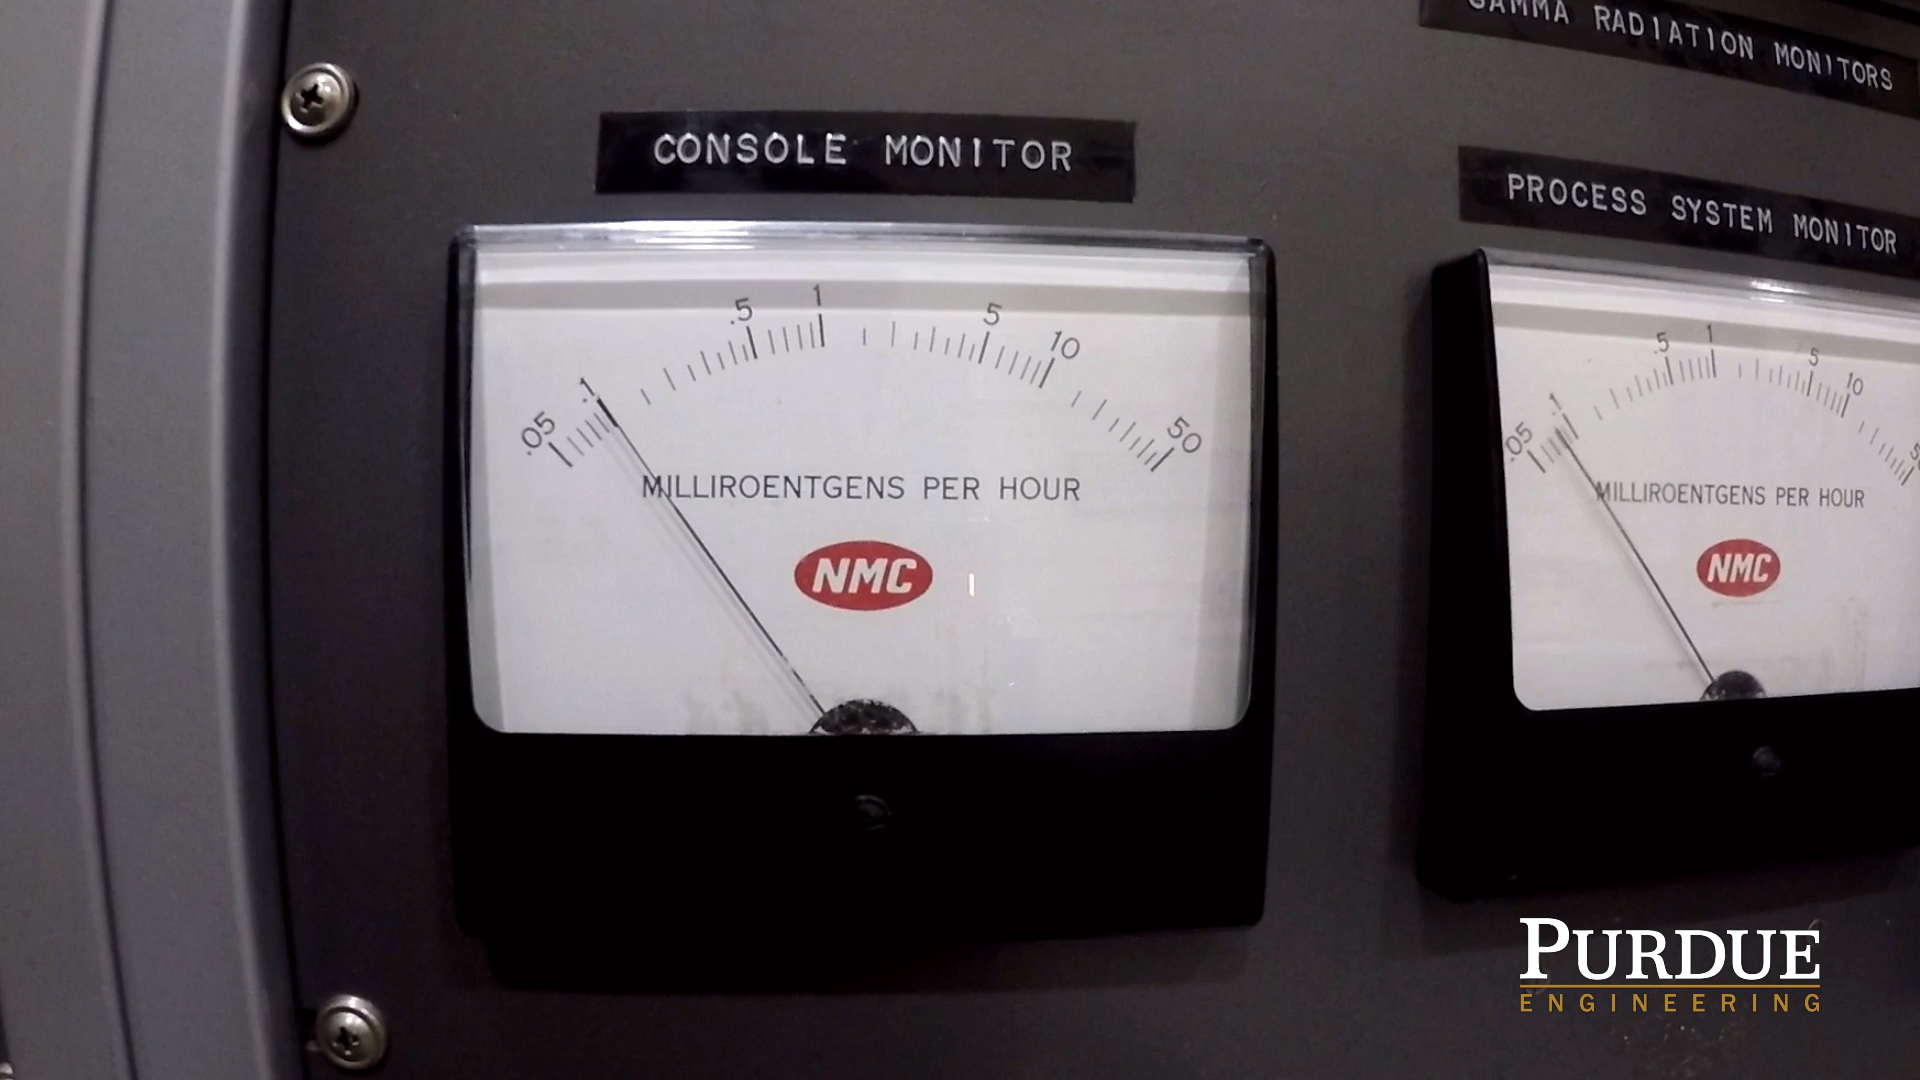 GAMMA RADIATION MONITORS
CONSOLE MONITOR
PROCESS SYSTEM MONITOR
.05 .1 .5 1 5 10 50
MILLIROENTGENS PER HOUR
NMC
.05 .1 .5 1 5 10
MILLIROENTGENS PER HOUR
NMC
PURDUE
ENGINEERING